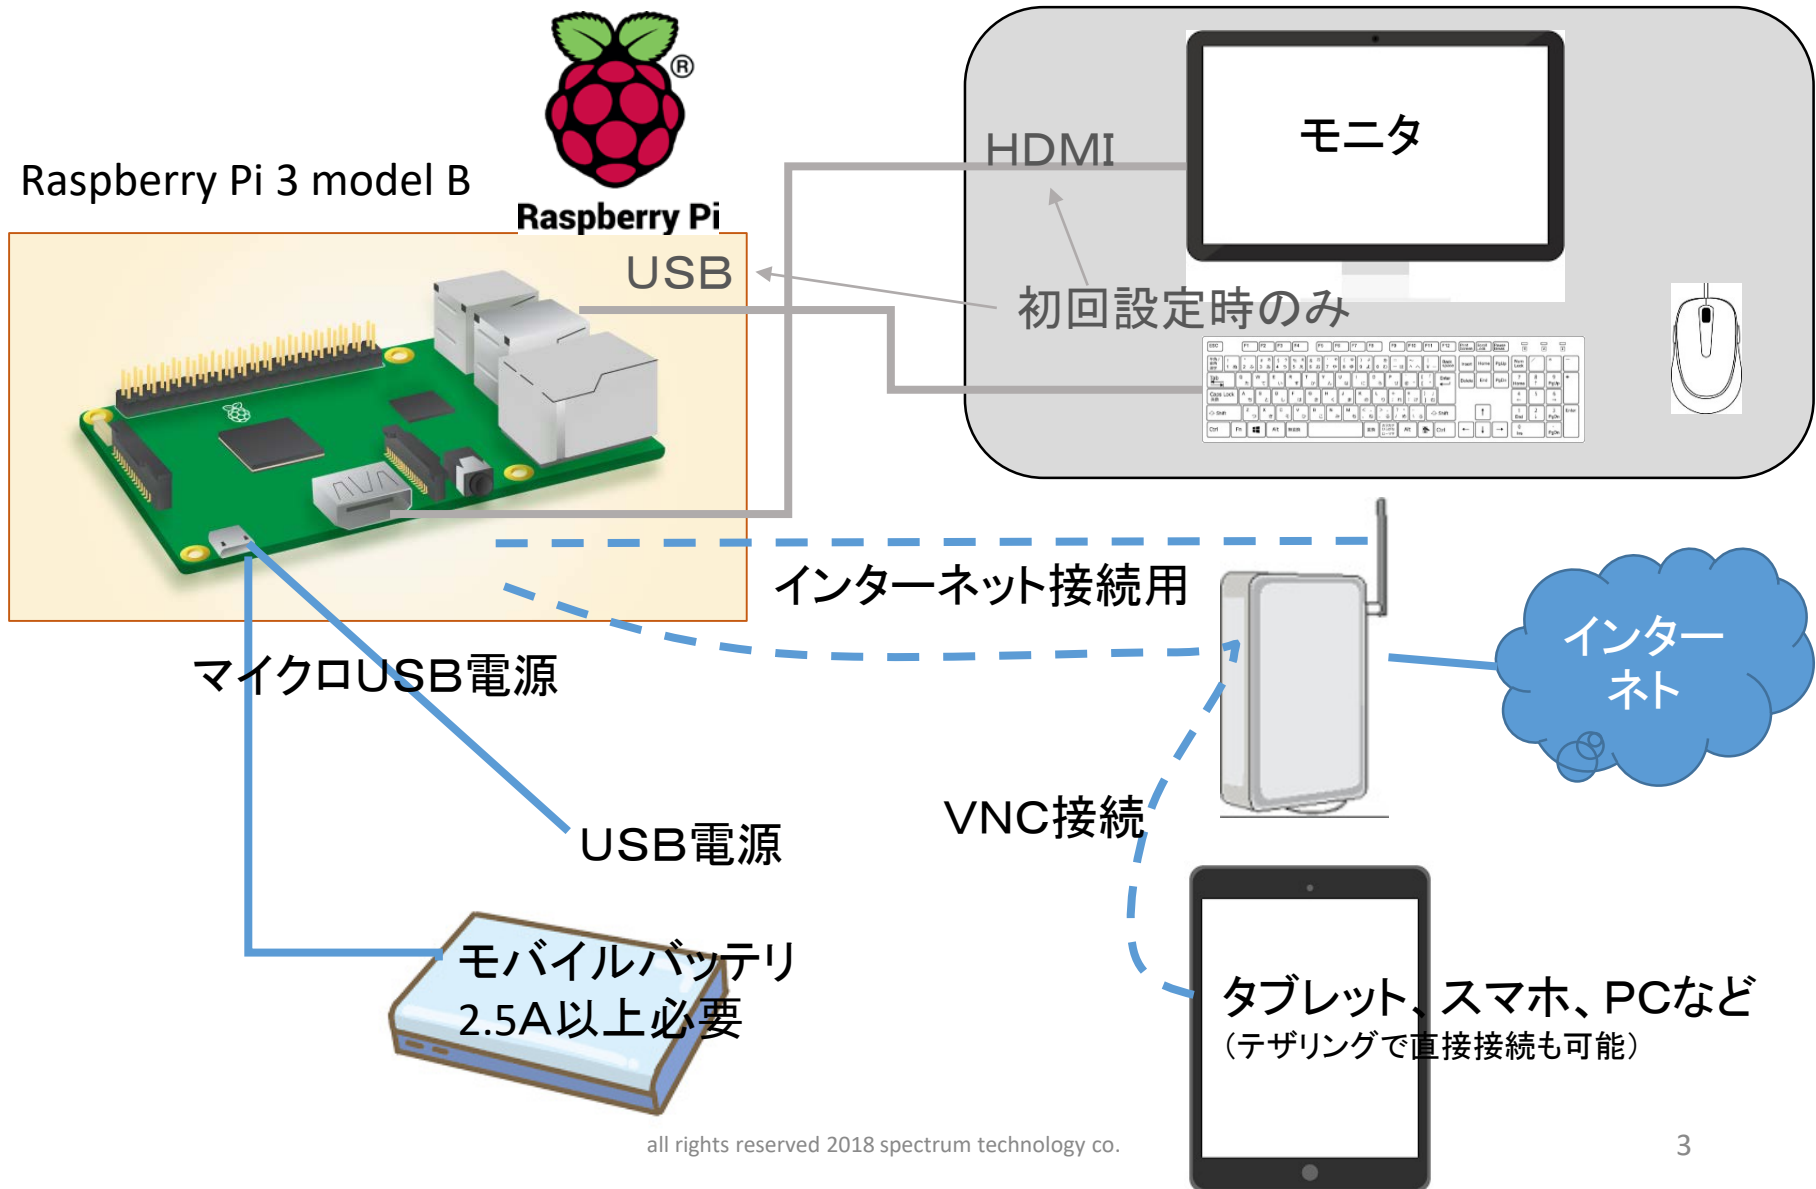 Raspberry Pi 3 model B
®
Raspberry Pi
HDMI
モニタ
USB
初回設定時のみ
インターネット接続用
インター
ネト
マイクロUSB電源
USB電源
VNC接続
モバイルバッテリ
2.5A以上必要
タブレット、スマホ、PCなど
（テザリングで直接接続も可能）
all rights reserved 2018 spectrum technology co.
3